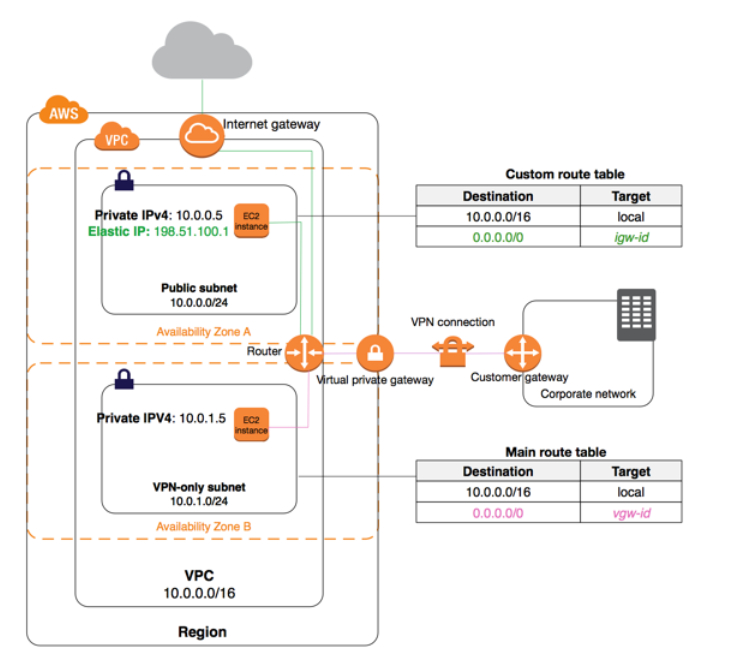 AWS
Internet gateway
VPC
Private IPv4: 10.0.0.5
Elastic IP: 198.51.100.1
EC2
instance
Public subnet
10.0.0.0/24
Availability Zone A
Custom route table
Destination Target
10.0.0.0/16 local
0.0.0.0/0 igw-id
Router
Virtual private gateway
VPN connection
Customer gateway
Corporate network
Private IPV4: 10.0.1.5
EC2
instance
VPN-only subnet
10.0.1.0/24
Availability Zone B
Main route table
Destination Target
10.0.0.0/16 local
0.0.0.0/0 vgw-id
VPC
10.0.0.0/16
Region